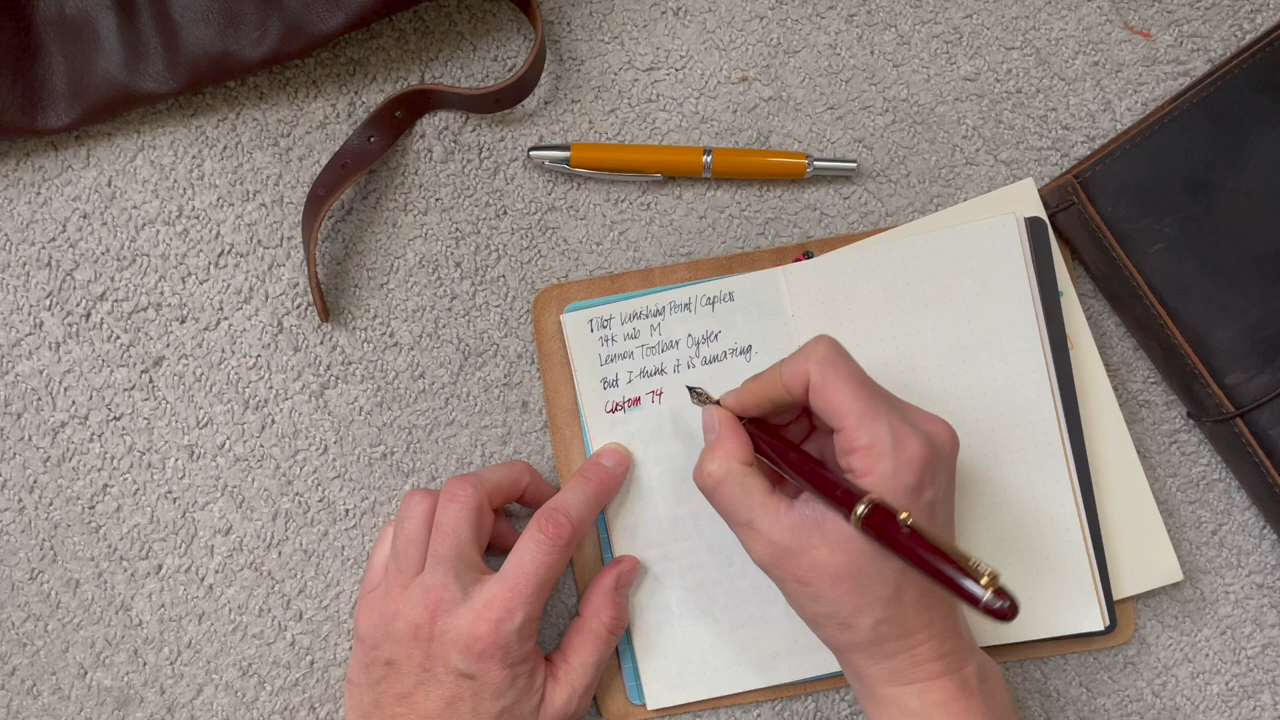 Pilot Vanishing Point/Capless
14K nib M
Lennon Toolbar Oyster
But I think it is amazing.
Custom 74